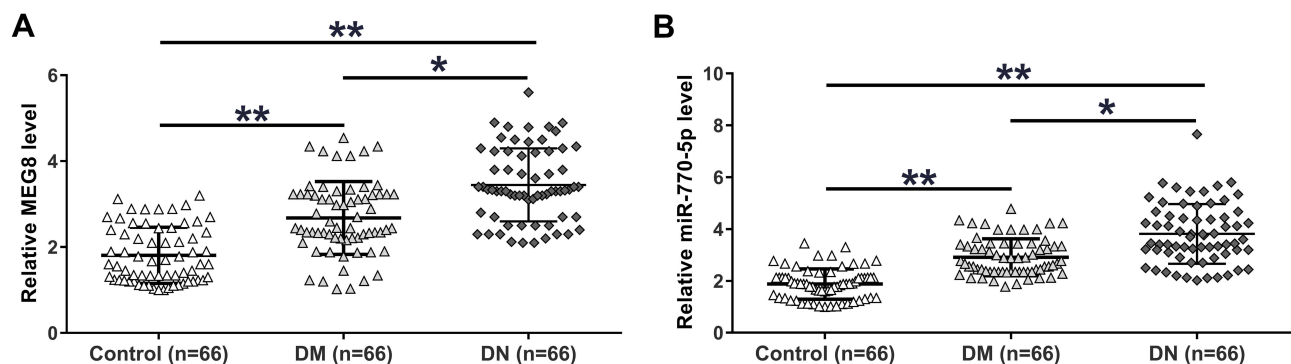 A
**
*
**
6
4
2
0
Relative MEG8 level
Control (n=66) DM (n=66) DN (n=66)
B
**
*
**
10
8
6
4
2
0
Relative miR-770-5p level
Control (n=66) DM (n=66) DN (n=66)